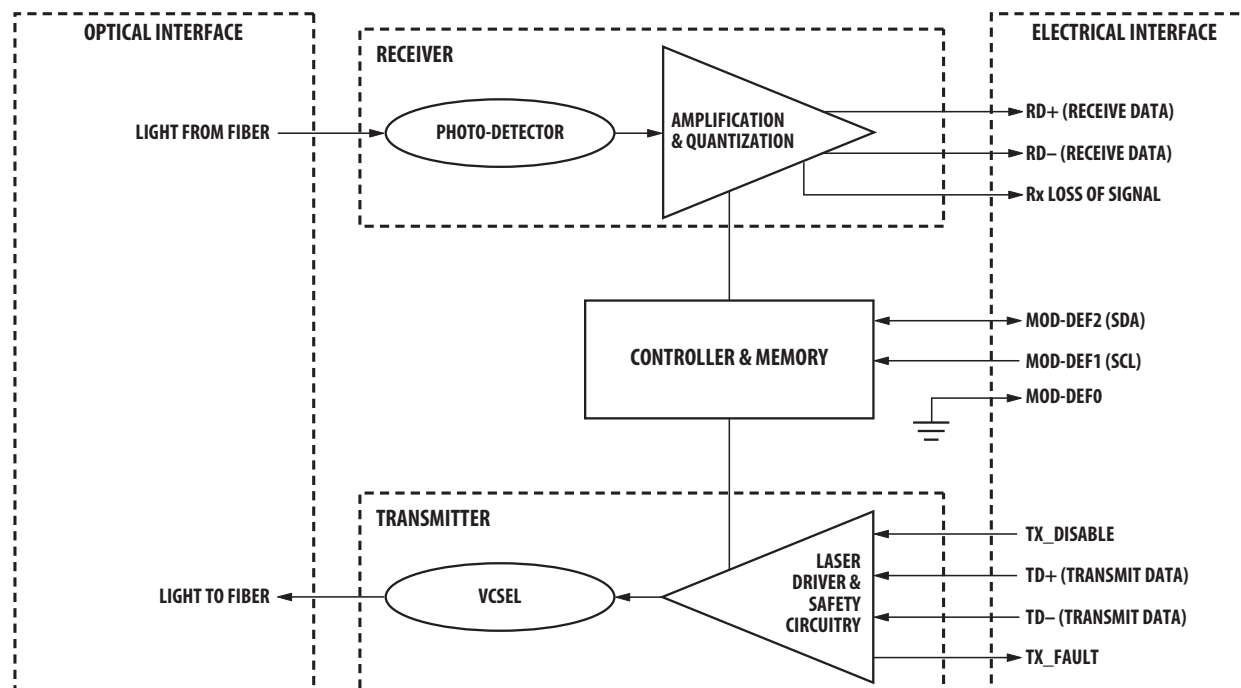 OPTICAL INTERFACE
ELECTRICAL INTERFACE
RECEIVER
LIGHT FROM FIBER
PHOTO-DETECTOR
AMPLIFICATION
& QUANTIZATION
RD+ (RECEIVE DATA)
RD– (RECEIVE DATA)
Rx LOSS OF SIGNAL
CONTROLLER & MEMORY
MOD-DEF2 (SDA)
MOD-DEF1 (SCL)
MOD-DEF0
TRANSMITTER
LIGHT TO FIBER
VCSEL
LASER
DRIVER &
SAFETY
CIRCUITRY
TX_DISABLE
TD+ (TRANSMIT DATA)
TD– (TRANSMIT DATA)
TX_FAULT